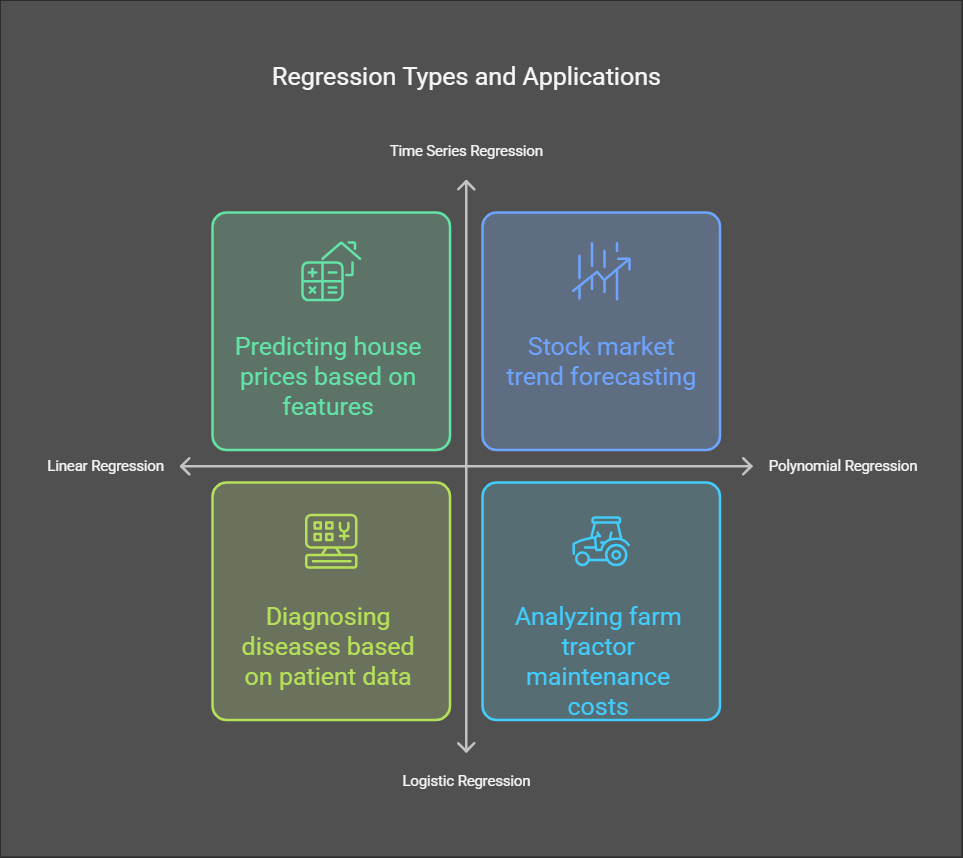 Regression Types and Applications
Time Series Regression
Predicting house
prices based on
features
Stock market
trend forecasting
Linear Regression
Polynomial Regression
Diagnosing
diseases based
on patient data
Analyzing farm
tractor
maintenance
costs
Logistic Regression